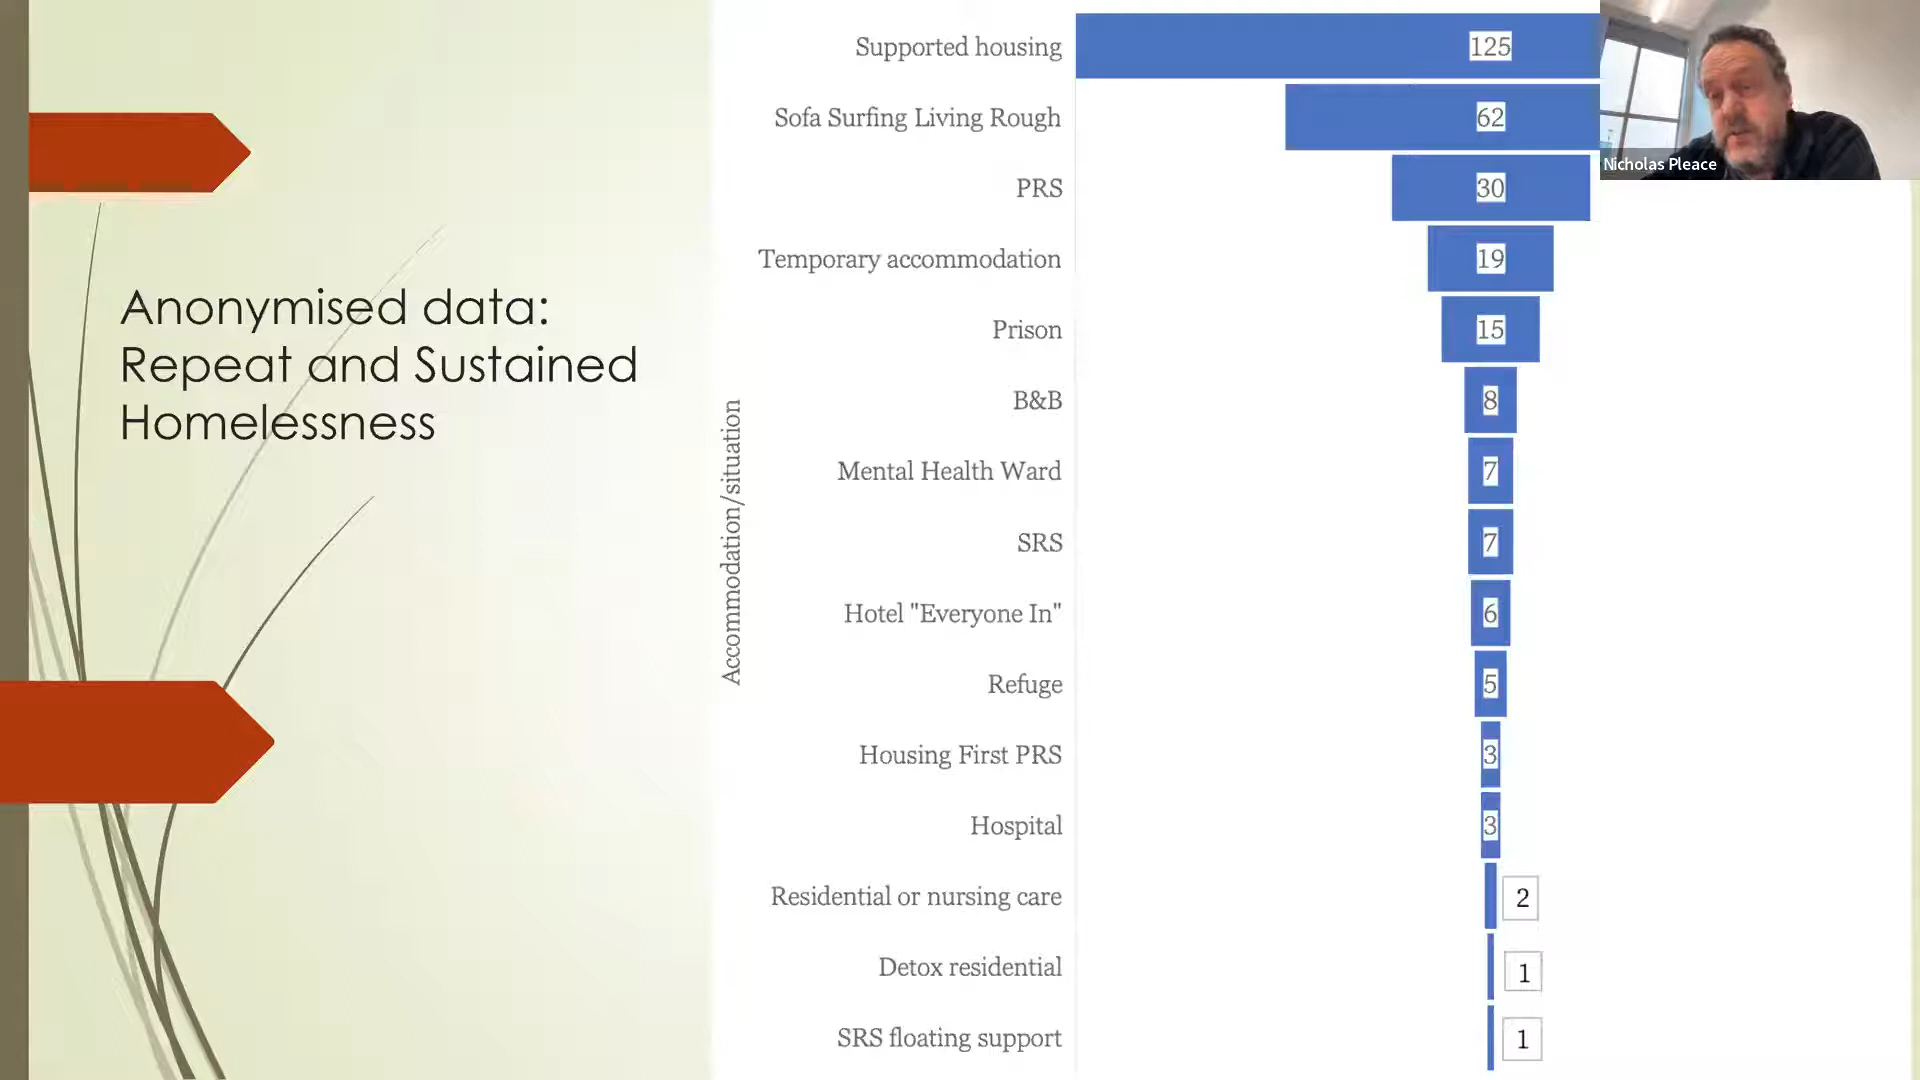 Anonymised data:
Repeat and Sustained
Homelessness
Accommodation/situation
Supported housing 125
Sofa Surfing Living Rough 62
PRS 30
Temporary accommodation 19
Prison 15
B&B 8
Mental Health Ward 7
SRS 7
Hotel "Everyone In" 6
Refuge 5
Housing First PRS 3
Hospital 3
Residential or nursing care 2
Detox residential 1
SRS floating support 1
Nicholas Pleace